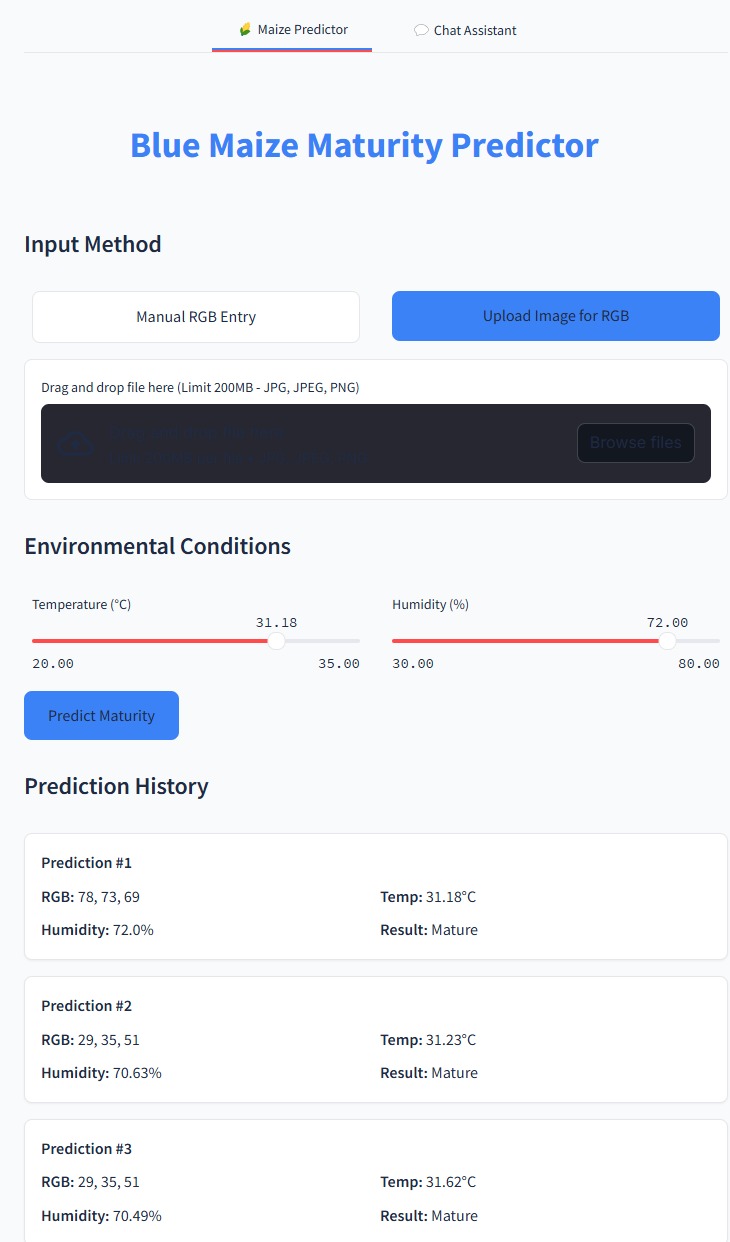 🌽 Maize Predictor
💬 Chat Assistant
Blue Maize Maturity Predictor
Input Method
Manual RGB Entry
Upload Image for RGB
Drag and drop file here (Limit 200MB - JPG, JPEG, PNG)
Browse files
Environmental Conditions
Temperature (°C)
Humidity (%)
31.18
72.00
20.00
35.00
30.00
80.00
Predict Maturity
Prediction History
Prediction #1
RGB: 78, 73, 69
Temp: 31.18°C
Humidity: 72.0%
Result: Mature
Prediction #2
RGB: 29, 35, 51
Temp: 31.23°C
Humidity: 70.63%
Result: Mature
Prediction #3
RGB: 29, 35, 51
Temp: 31.62°C
Humidity: 70.49%
Result: Mature